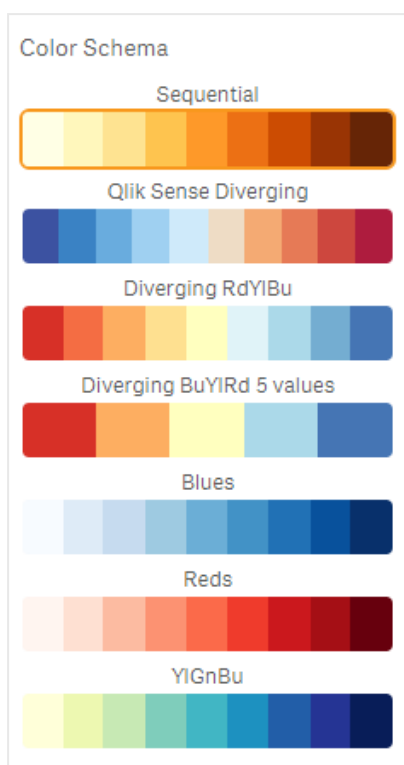 Color Schema
Sequential
Qlik Sense Diverging
Diverging RdYlBu
Diverging BuYlRd 5 values
Blues
Reds
YlGnBu